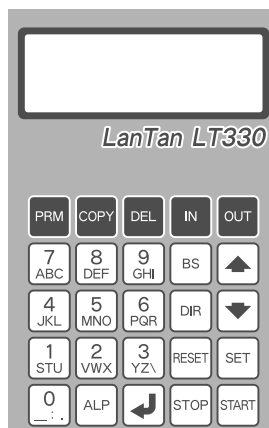 LanTan LT330
PRM COPY DEL IN OUT
7 8 9
ABC DEF GHI BS
4 5 6
JKL MNO PQR DIR
1 2 3
STU VWX YZ\ RESET SET
0
_ : . ALP STOP START